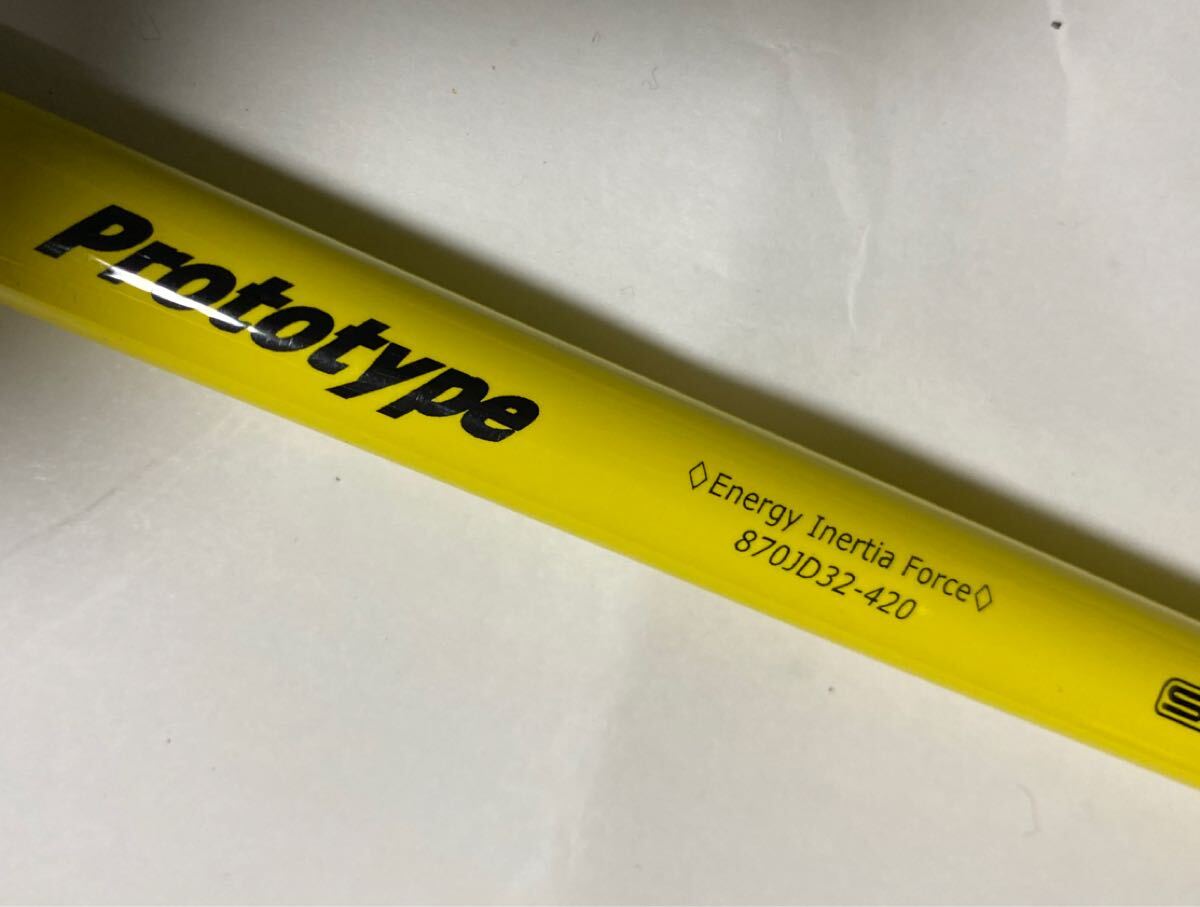 Prototype
◊Energy Inertia Force◊
870JD32-420